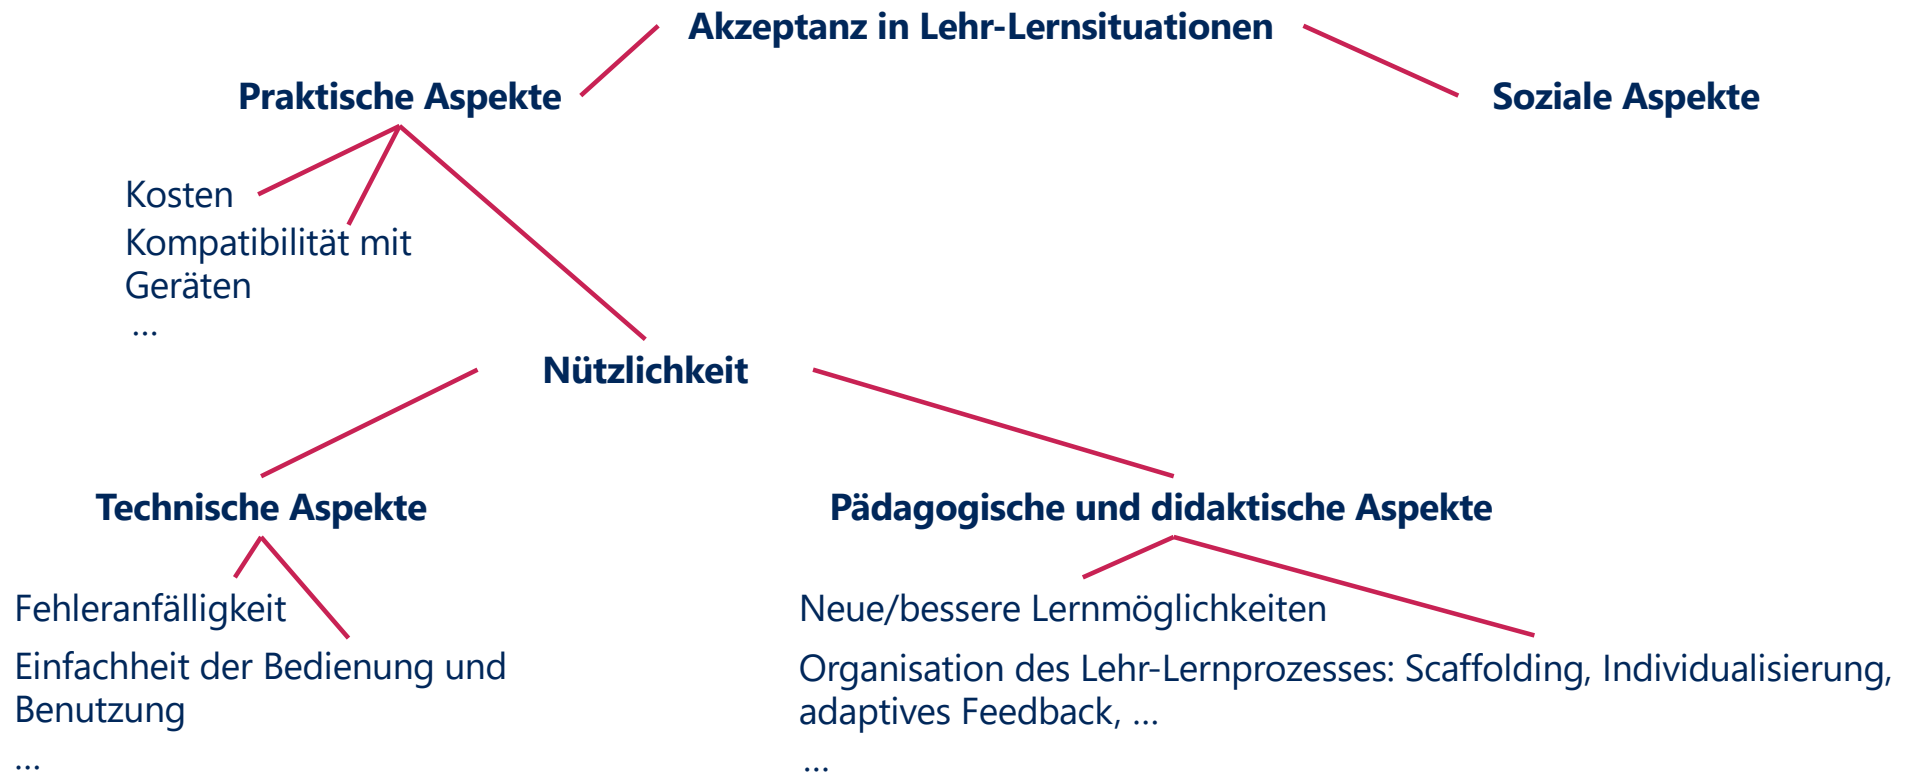 Akzeptanz in Lehr-Lernsituationen
Praktische Aspekte
Soziale Aspekte
Kosten
Kompatibilität mit
Geräten
...
Nützlichkeit
Technische Aspekte
Pädagogische und didaktische Aspekte
Fehleranfälligkeit
Einfachheit der Bedienung und
Benutzung
...
Neue/bessere Lernmöglichkeiten
Organisation des Lehr-Lernprozesses: Scaffolding, Individualisierung,
adaptives Feedback, ...
...